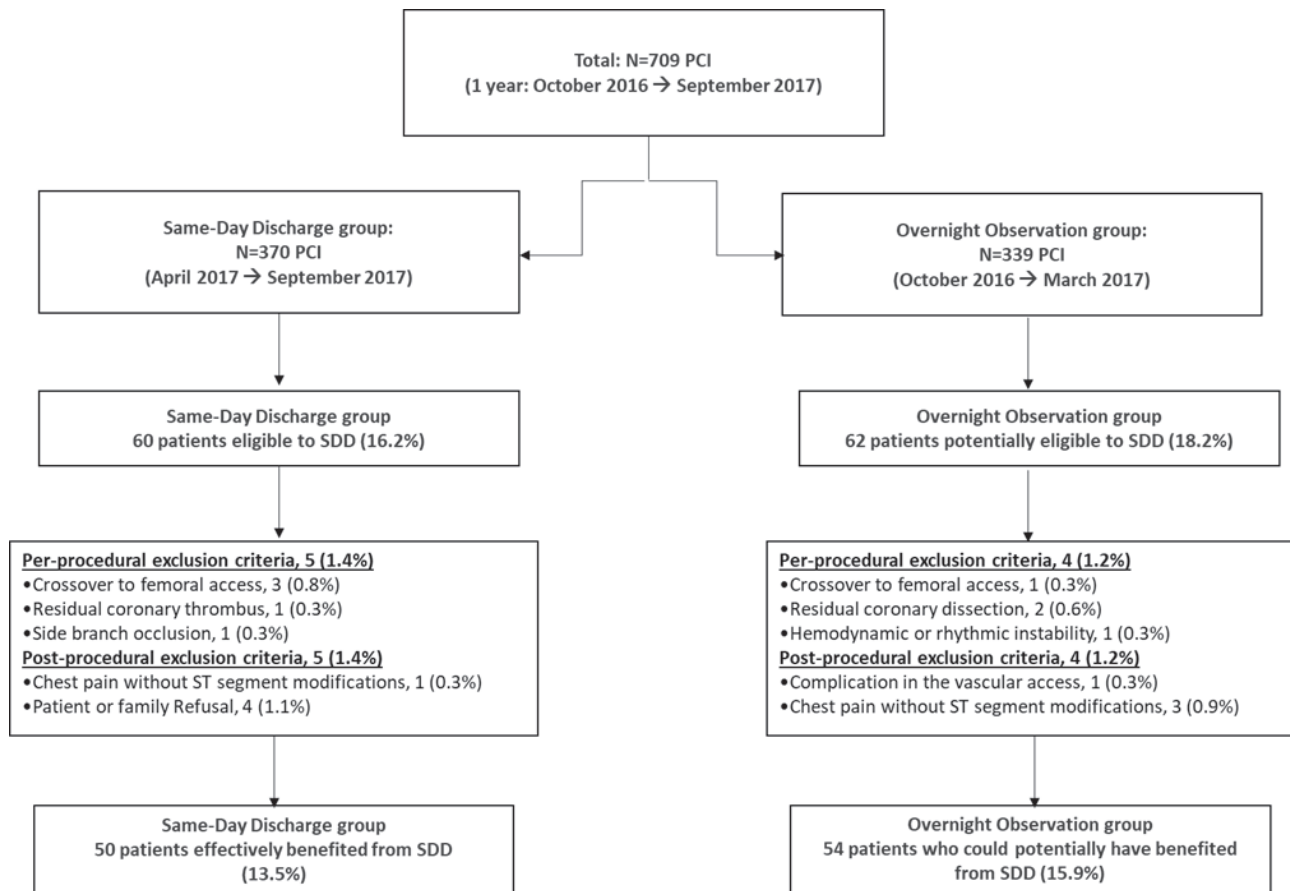 Total: N=709 PCI
(1 year: October 2016 → September 2017)
Same-Day Discharge group:
N=370 PCI
(April 2017 → September 2017)
Overnight Observation group:
N=339 PCI
(October 2016 → March 2017)
Same-Day Discharge group
60 patients eligible to SDD (16.2%)
Overnight Observation group
62 patients potentially eligible to SDD (18.2%)
Per-procedural exclusion criteria, 5 (1.4%)
•Crossover to femoral access, 3 (0.8%)
•Residual coronary thrombus, 1 (0.3%)
•Side branch occlusion, 1 (0.3%)
Post-procedural exclusion criteria, 5 (1.4%)
•Chest pain without ST segment modifications, 1 (0.3%)
•Patient or family Refusal, 4 (1.1%)
Per-procedural exclusion criteria, 4 (1.2%)
•Crossover to femoral access, 1 (0.3%)
•Residual coronary dissection, 2 (0.6%)
•Hemodynamic or rhythmic instability, 1 (0.3%)
Post-procedural exclusion criteria, 4 (1.2%)
•Complication in the vascular access, 1 (0.3%)
•Chest pain without ST segment modifications, 3 (0.9%)
Same-Day Discharge group
50 patients effectively benefited from SDD
(13.5%)
Overnight Observation group
54 patients who could potentially have benefited
from SDD (15.9%)